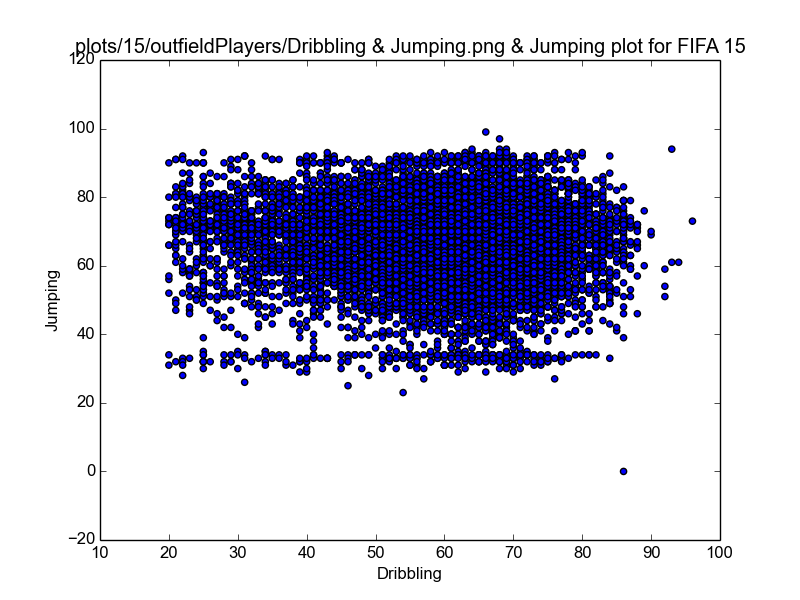 plots/15/outfieldPlayers/Dribbling & Jumping.png & Jumping plot for FIFA 15
120
100
80
60
40
20
0
−20
Jumping
10 20 30 40 50 60 70 80 90 100
Dribbling